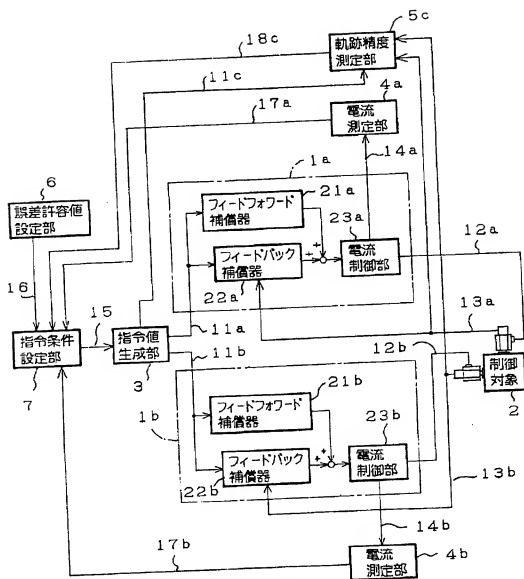 18c
5c
軌跡精度
測定部
11c
4a
17a
電流
測定部
6
1a
14a
誤差許容値
設定部
21a
フィードフォワード
補償器
23a
12a
フィードバック
補償器
++
電流
制御部
16
22a
13a
15
11a
指令条件
設定部
指令値
生成部
12b
11b
制御
対象
7
3
2
21b
1b
フィードフォワード
補償器
23b
フィードバック
補償器
++
電流
制御部
22b
13b
14b
17b
電流
測定部
4b